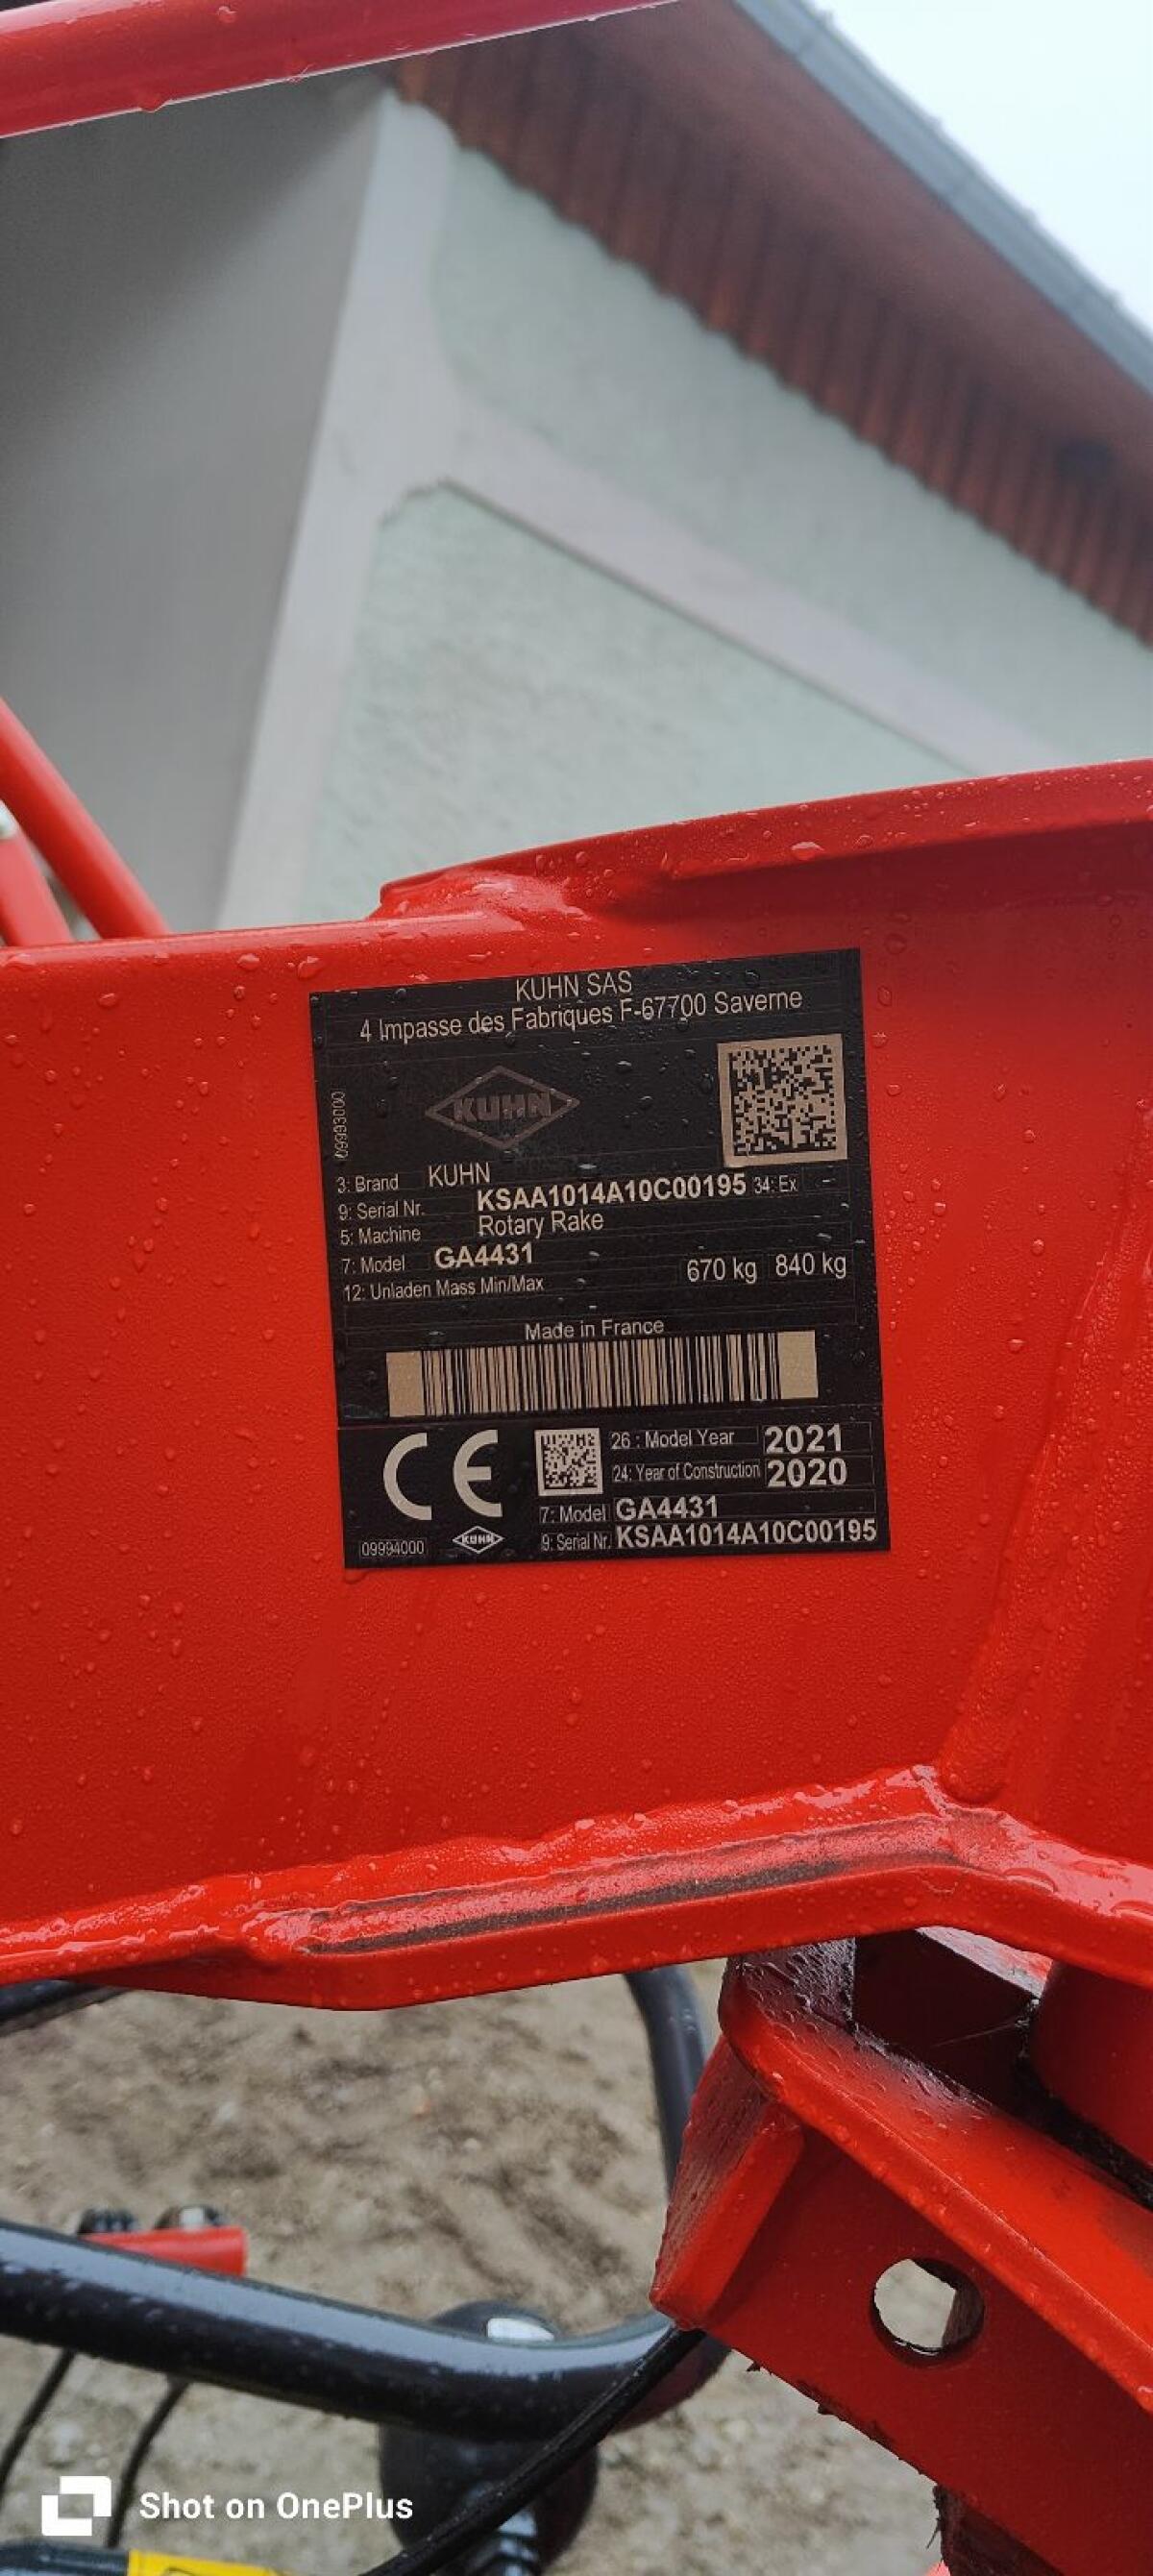 KUHN SAS
4 Impasse des Fabriques F-67700 Saverne
09993000
KUHN
3: Brand KUHN
9: Serial Nr. KSAA1014A10C00195 34: Ex -
5: Machine Rotary Rake
7: Model GA4431 -
12: Unladen Mass Min/Max 670 kg 840 kg
Made in France
CE
26 : Model Year 2021
24: Year of Construction 2020
7: Model GA4431
9: Serial Nr. KSAA1014A10C00195
09994000 KUHN
Shot on OnePlus